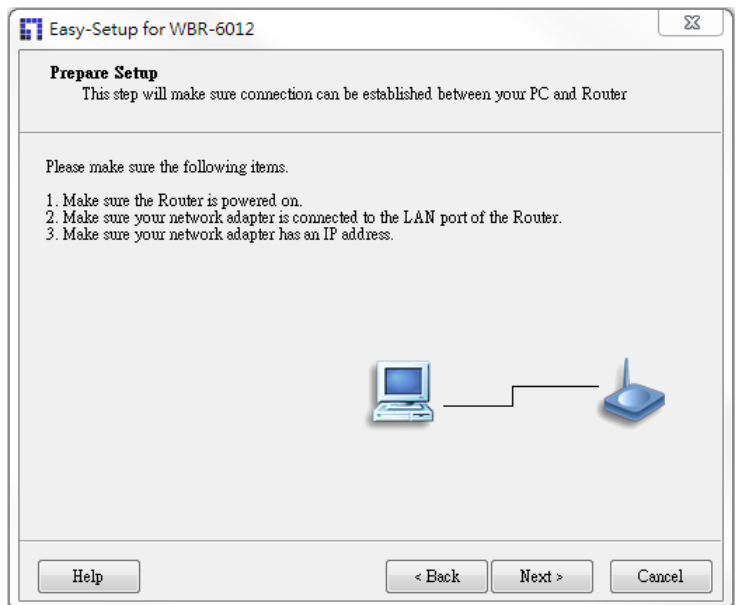 Easy-Setup for WBR-6012
Prepare Setup
This step will make sure connection can be established between your PC and Router
Please make sure the following items.
1. Make sure the Router is powered on.
2. Make sure your network adapter is connected to the LAN port of the Router.
3. Make sure your network adapter has an IP address.
Help
< Back
Next >
Cancel